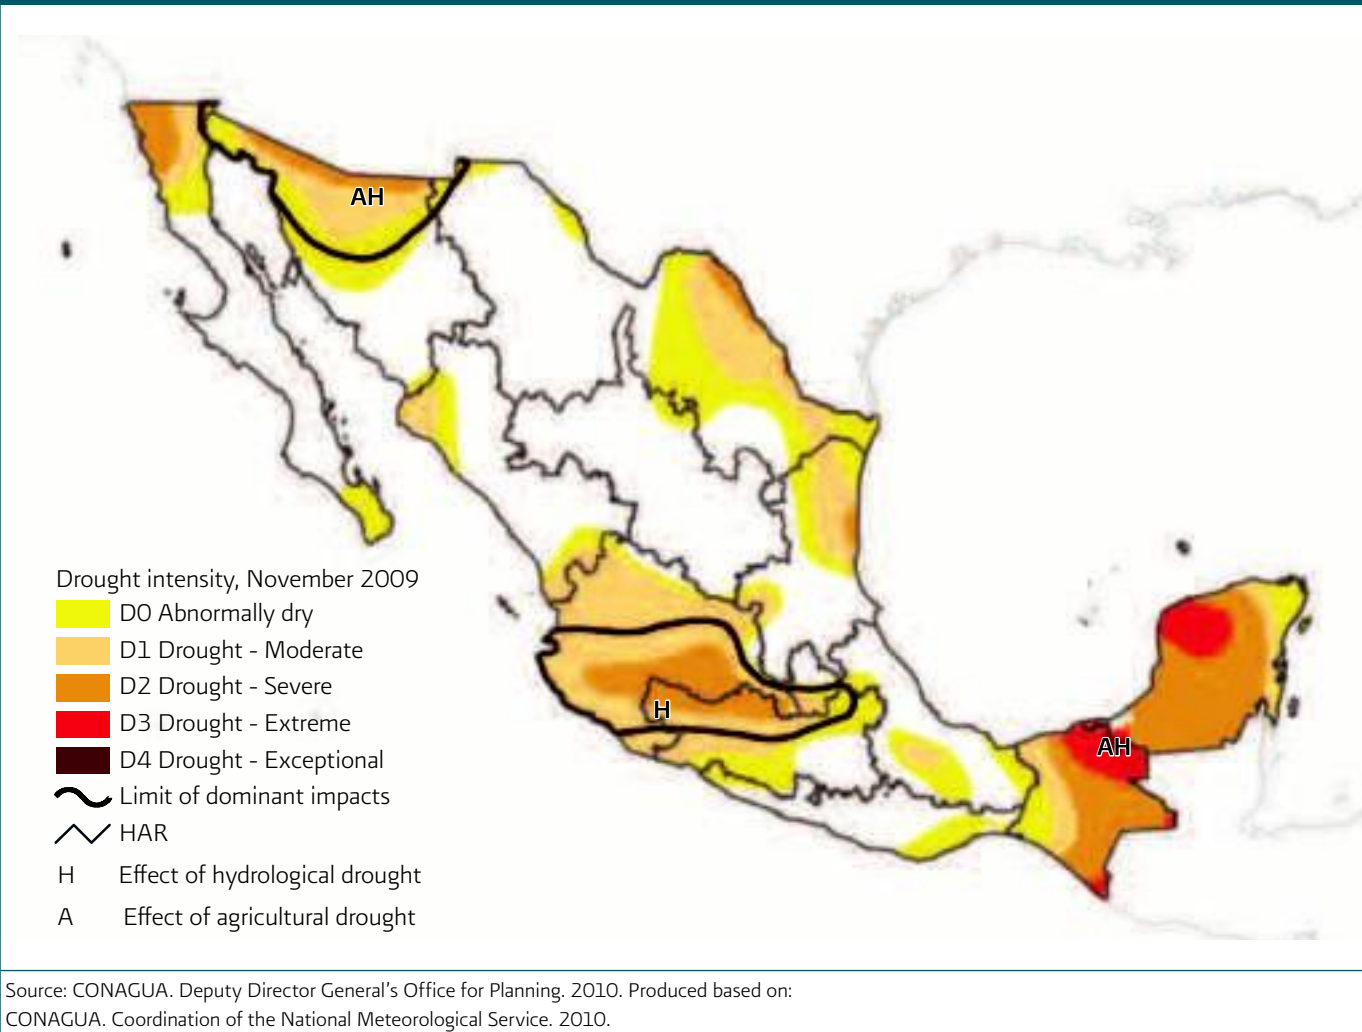 AH
H
AH
Drought intensity, November 2009
D0 Abnormally dry
D1 Drought - Moderate
D2 Drought - Severe
D3 Drought - Extreme
D4 Drought - Exceptional
Limit of dominant impacts
HAR
H Effect of hydrological drought
A Effect of agricultural drought
Source: CONAGUA. Deputy Director General’s Office for Planning. 2010. Produced based on:
CONAGUA. Coordination of the National Meteorological Service. 2010.